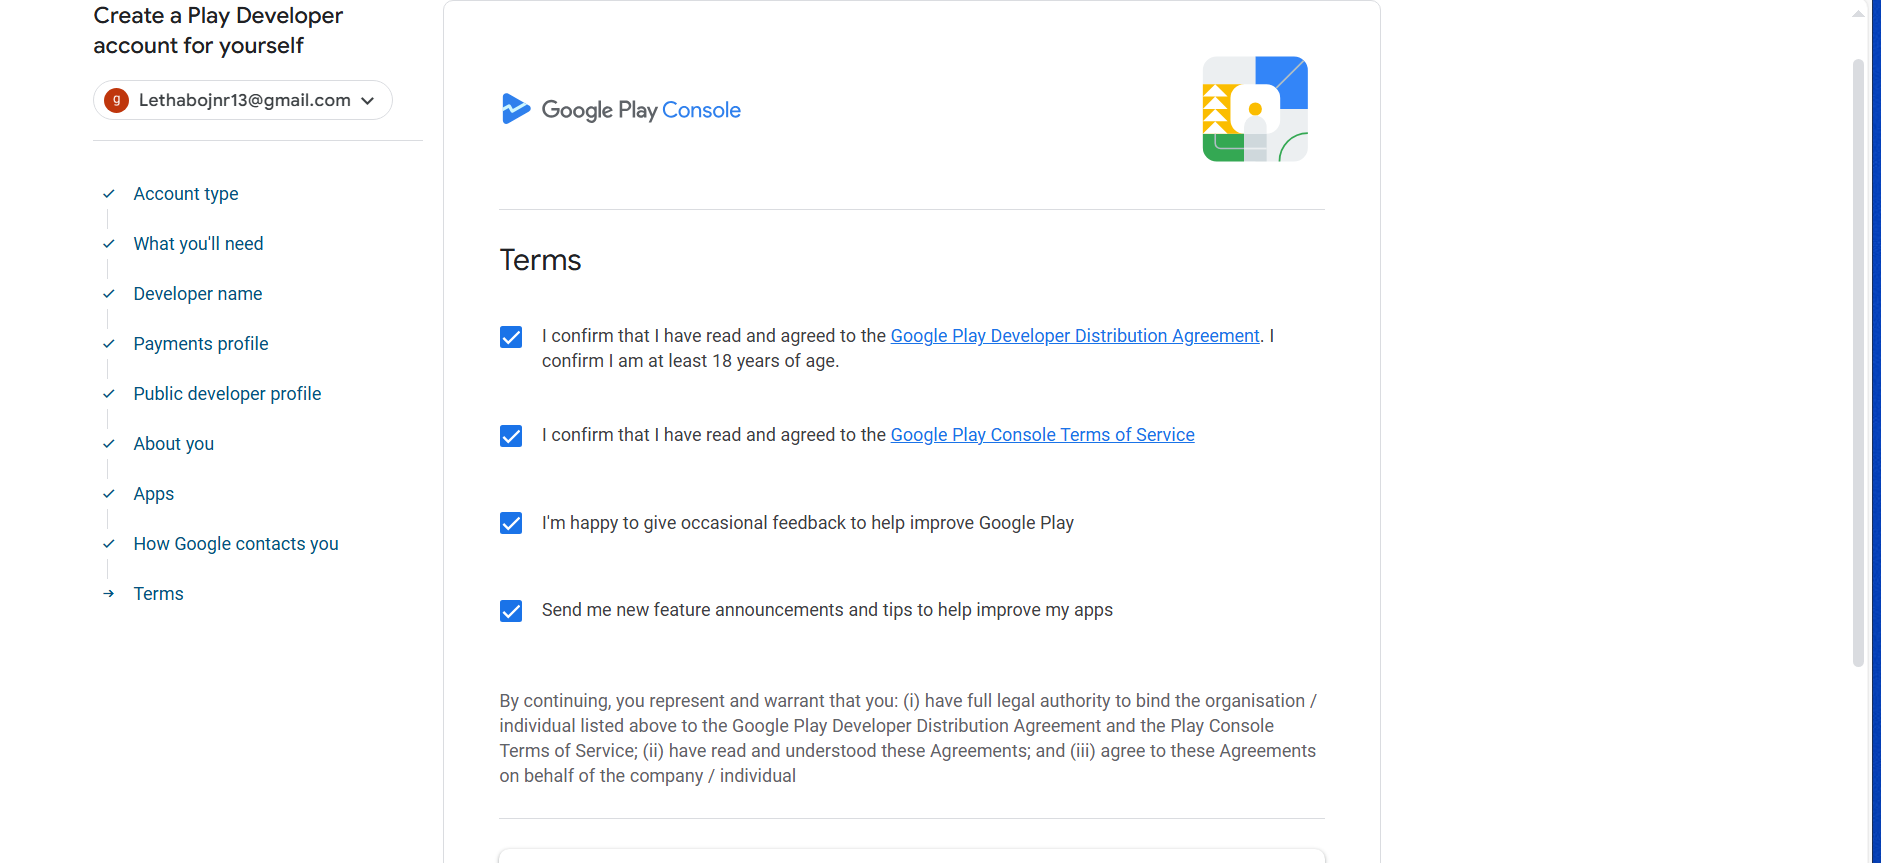 Create a Play Developer
account for yourself
g Lethabojnr13@gmail.com
Account type
What you'll need
Developer name
Payments profile
Public developer profile
About you
Apps
How Google contacts you
Terms
Google Play Console
Terms
I confirm that I have read and agreed to the Google Play Developer Distribution Agreement. I
confirm I am at least 18 years of age.
I confirm that I have read and agreed to the Google Play Console Terms of Service
I'm happy to give occasional feedback to help improve Google Play
Send me new feature announcements and tips to help improve my apps
By continuing, you represent and warrant that you: (i) have full legal authority to bind the organisation /
individual listed above to the Google Play Developer Distribution Agreement and the Play Console
Terms of Service; (ii) have read and understood these Agreements; and (iii) agree to these Agreements
on behalf of the company / individual